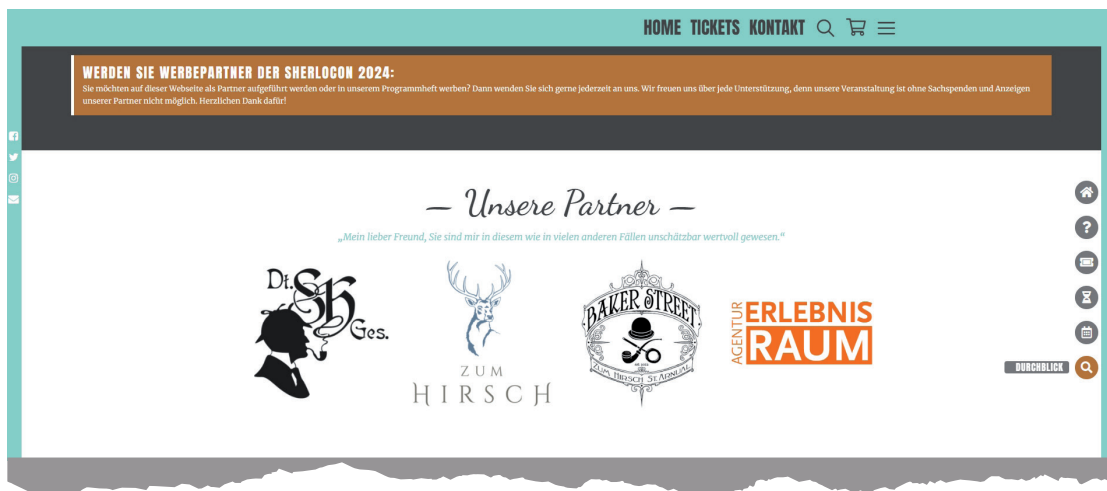 HOME TICKETS KONTAKT
WERDEN SIE WERBEPARTNER DER SHERLOCON 2024:
Sie möchten auf dieser Webseite als Partner aufgeführt werden oder in unserem Programmheft werben? Dann wenden Sie sich gerne jederzeit an uns. Wir freuen uns über jede Unterstützung, denn unsere Veranstaltung ist ohne Sachspenden und Anzeigen
unserer Partner nicht möglich. Herzlichen Dank dafür!
– Unsere Partner –
„Mein lieber Freund, Sie sind mir in diesem wie in vielen anderen Fällen unschätzbar wertvoll gewesen.“
Dt. SH
Ges.
ZUM
HIRSCH
BAKER STREET
ZUM HIRSCH ST. ARNUAL
AGENTUR
ERLEBNIS
RAUM
DURCHBLICK